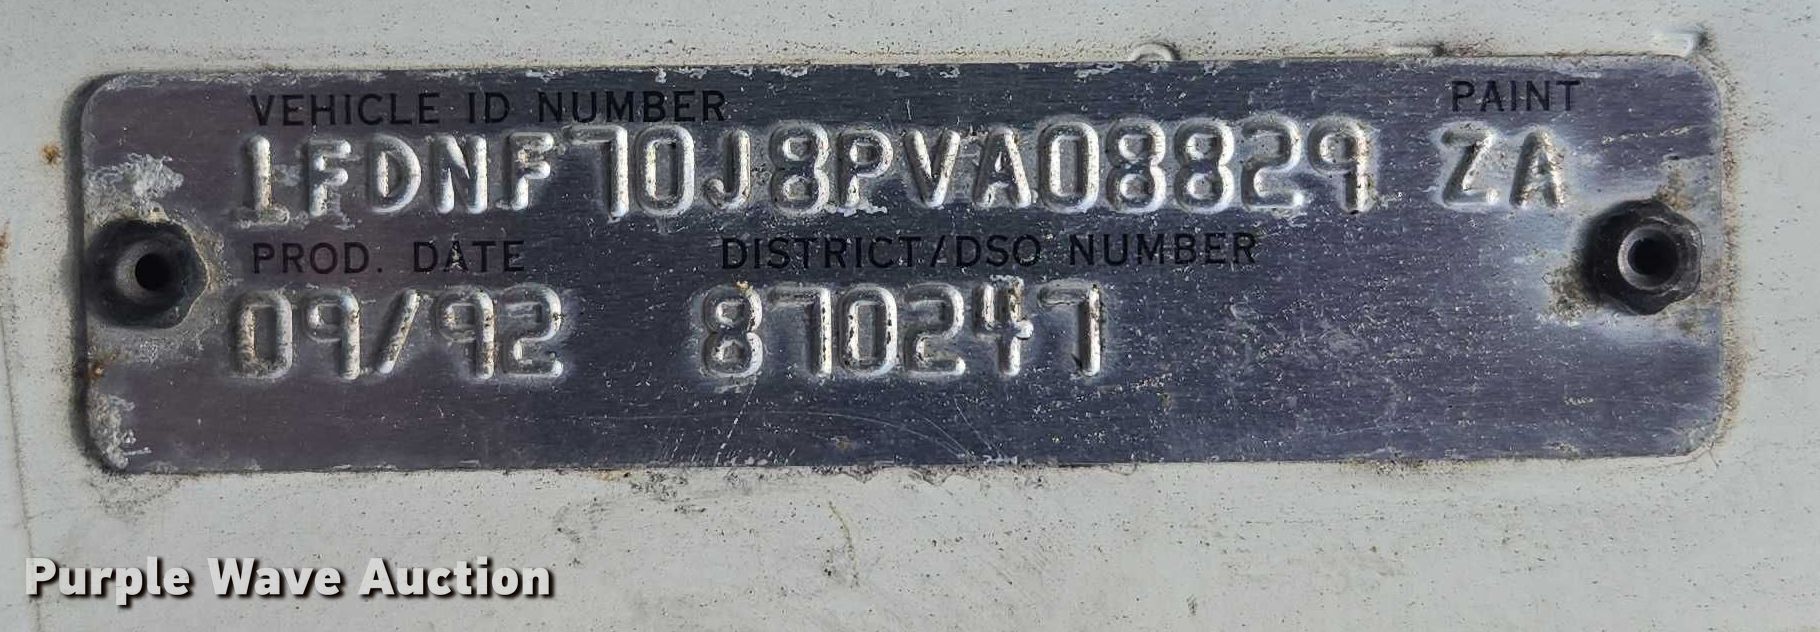 VEHICLE ID NUMBER PAINT
1FDNF70J8PVA08829 ZA
PROD. DATE DISTRICT/DSO NUMBER
09/92 870247
Purple Wave Auction